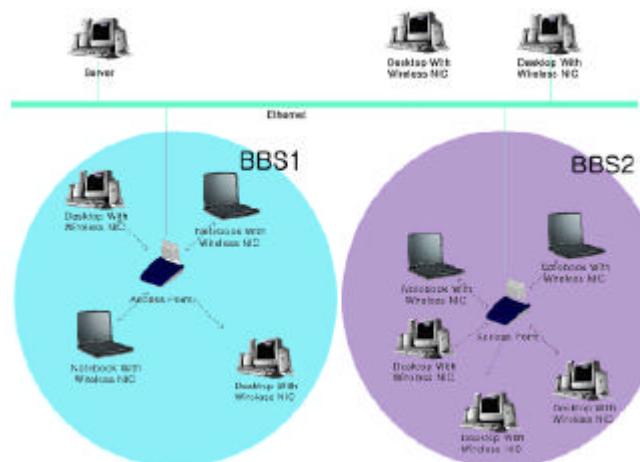 Server
Desktop With
Wireless NIC
Desktop With
Wireless NIC
Ethernet
BBS1
BBS2
Desktop With
Wireless NIC
Notebook With
Wireless NIC
Access Point
Notebook With
Wireless NIC
Desktop With
Wireless NIC
Notebook With
Wireless NIC
Notebook With
Wireless NIC
Access Point
Desktop With
Wireless NIC
Desktop With
Wireless NIC
Desktop With
Wireless NIC